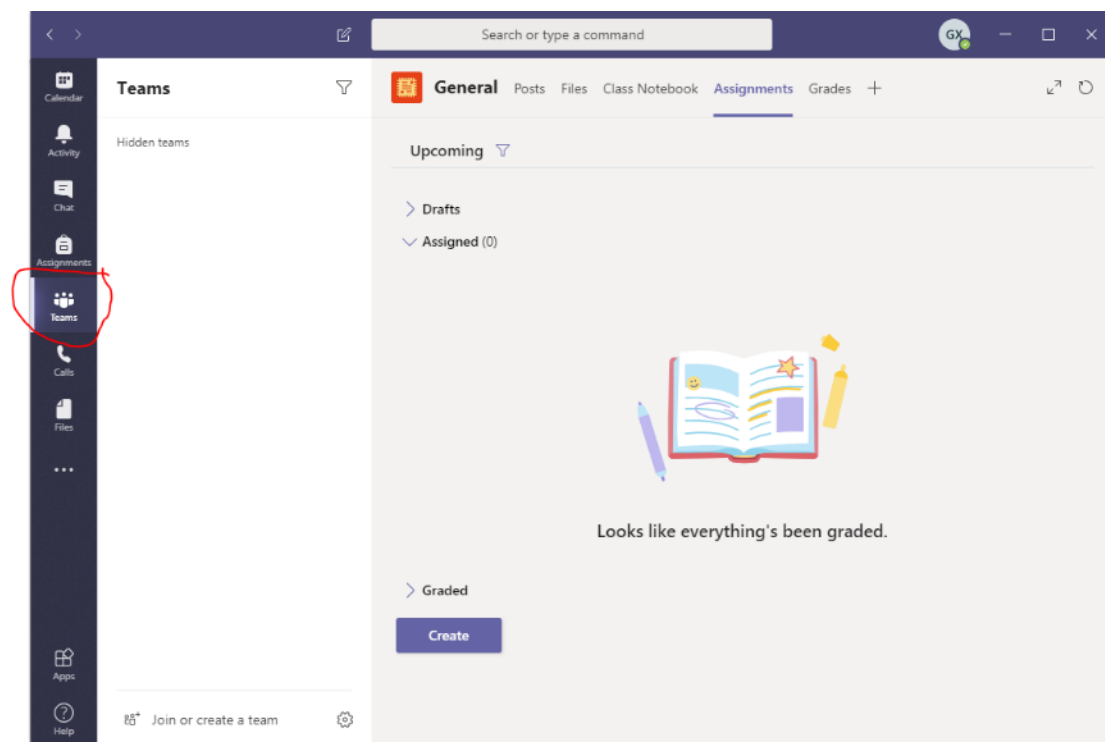 Search or type a command
GX
Calendar
Activity
Chat
Assignments
Teams
Calls
Files
Apps
Help
Teams
Hidden teams
Join or create a team
General Posts Files Class Notebook Assignments Grades
Upcoming
Drafts
Assigned (0)
Looks like everything's been graded.
Graded
Create